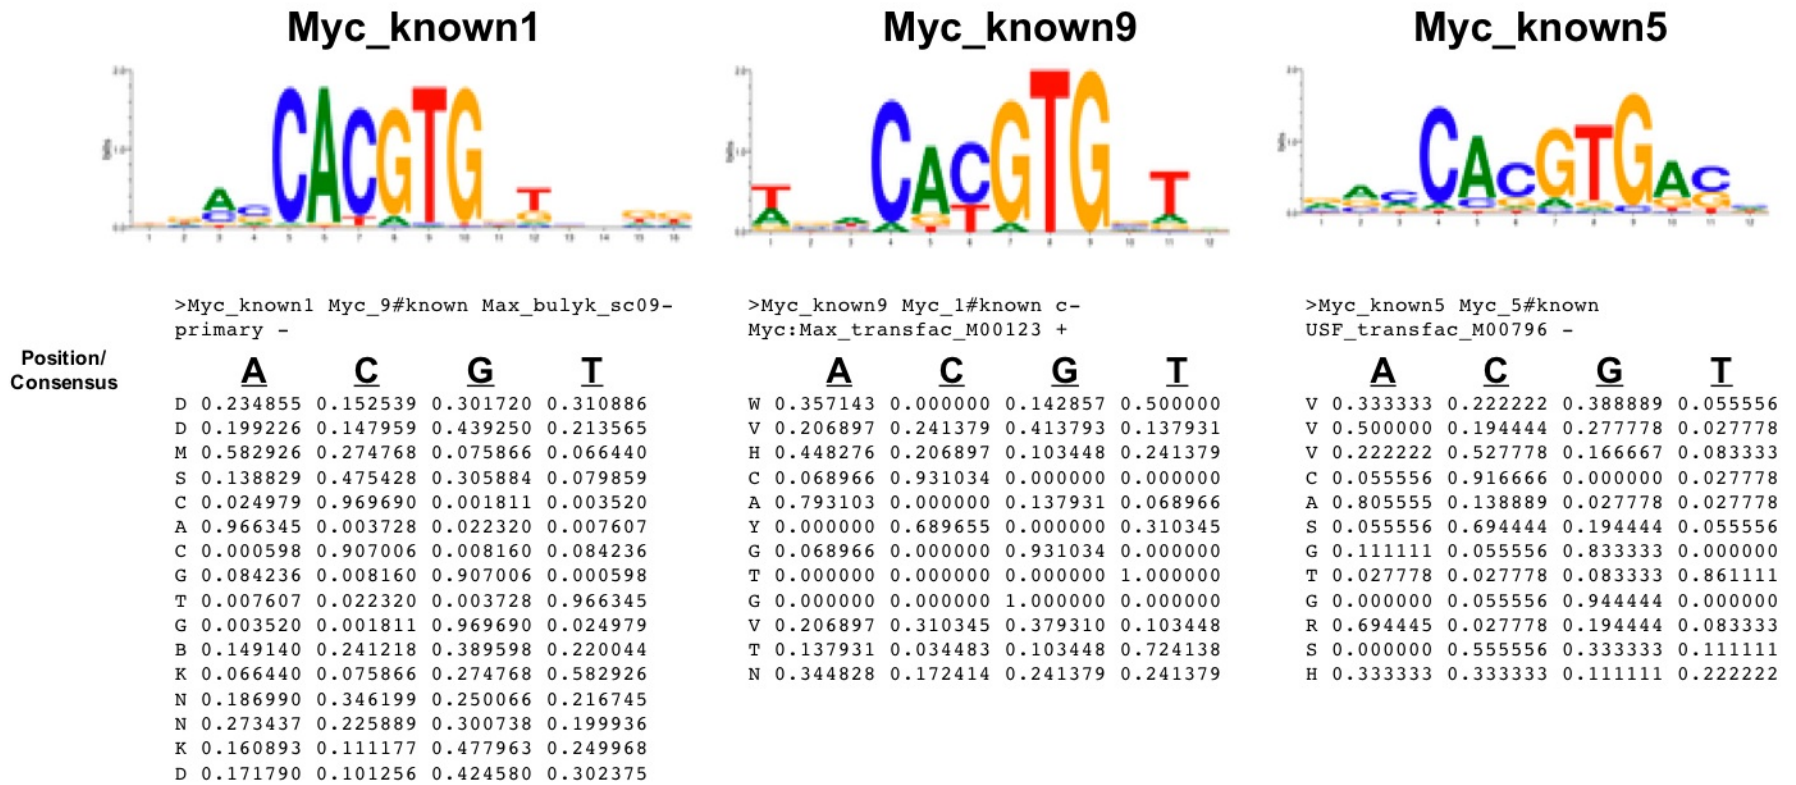 Myc_known1 Myc_known9 Myc_known5
>Myc_known1 Myc_9#known Max_bulyk_sc09-
primary -
>Myc_known9 Myc_1#known c-
Myc:Max_transfac_M00123 +
>Myc_known5 Myc_5#known
USF_transfac_M00796 -
Position/
Consensus
A C G T
D 0.234855 0.152539 0.301720 0.310886
D 0.199226 0.147959 0.439250 0.213565
M 0.582926 0.274768 0.075866 0.066440
S 0.138829 0.475428 0.305884 0.079859
C 0.024979 0.969690 0.001811 0.003520
A 0.966345 0.003728 0.022320 0.007607
C 0.000598 0.907006 0.008160 0.084236
G 0.084236 0.008160 0.907006 0.000598
T 0.007607 0.022320 0.003728 0.966345
G 0.003520 0.001811 0.969690 0.024979
B 0.149140 0.241218 0.389598 0.220044
K 0.066440 0.075866 0.274768 0.582926
N 0.186990 0.346199 0.250066 0.216745
N 0.273437 0.225889 0.300738 0.199936
K 0.160893 0.111177 0.477963 0.249968
D 0.171790 0.101256 0.424580 0.302375
A C G T
W 0.357143 0.000000 0.142857 0.500000
V 0.206897 0.241379 0.413793 0.137931
H 0.448276 0.206897 0.103448 0.241379
C 0.068966 0.931034 0.000000 0.000000
A 0.793103 0.000000 0.137931 0.068966
Y 0.000000 0.689655 0.000000 0.310345
G 0.068966 0.000000 0.931034 0.000000
T 0.000000 0.000000 0.000000 1.000000
G 0.000000 0.000000 1.000000 0.000000
V 0.206897 0.310345 0.379310 0.103448
T 0.137931 0.034483 0.103448 0.724138
N 0.344828 0.172414 0.241379 0.241379
A C G T
V 0.333333 0.222222 0.388889 0.055556
V 0.500000 0.194444 0.277778 0.027778
V 0.222222 0.527778 0.166667 0.083333
C 0.055556 0.916666 0.000000 0.027778
A 0.805555 0.138889 0.027778 0.027778
S 0.055556 0.694444 0.194444 0.055556
G 0.111111 0.055556 0.833333 0.000000
T 0.027778 0.027778 0.083333 0.861111
G 0.000000 0.055556 0.944444 0.000000
R 0.694445 0.027778 0.194444 0.083333
S 0.000000 0.555556 0.333333 0.111111
H 0.333333 0.333333 0.111111 0.222222